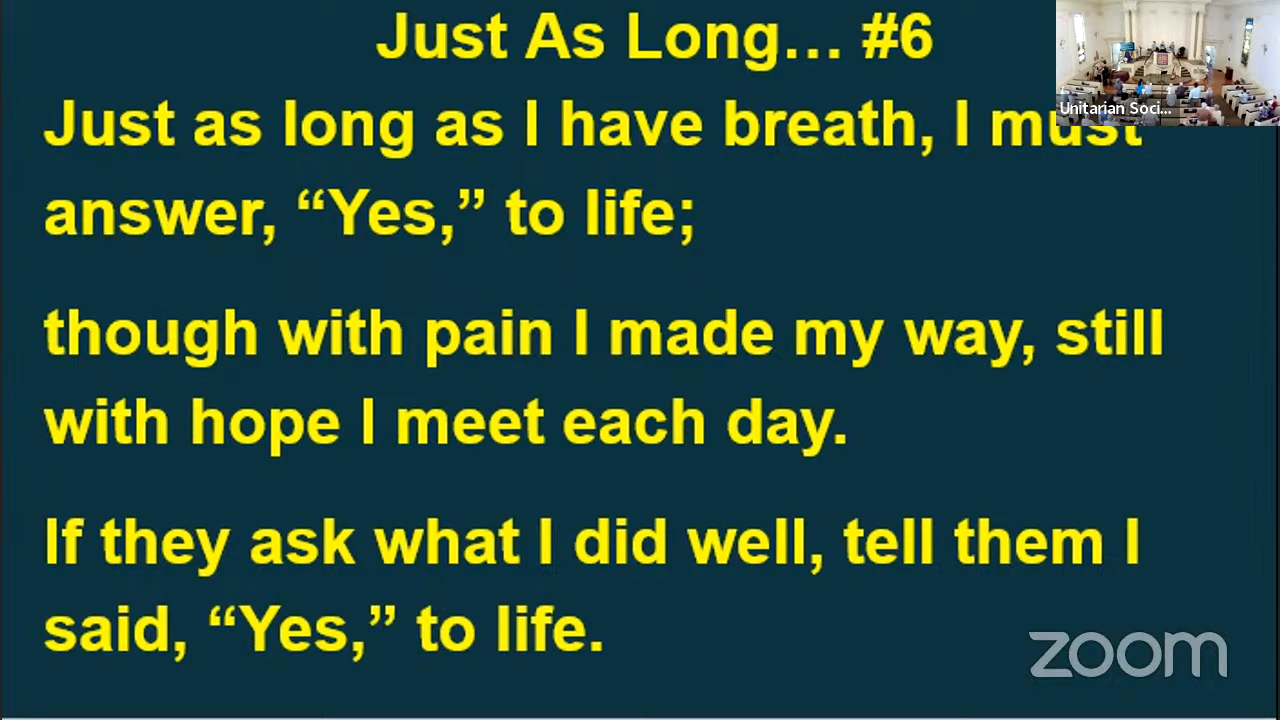 Just As Long... #6
Just as long as I have breath, I must
answer, “Yes,” to life;
though with pain I made my way, still
with hope I meet each day.
If they ask what I did well, tell them I
said, “Yes,” to life.
Unitarian Soci...
zoom